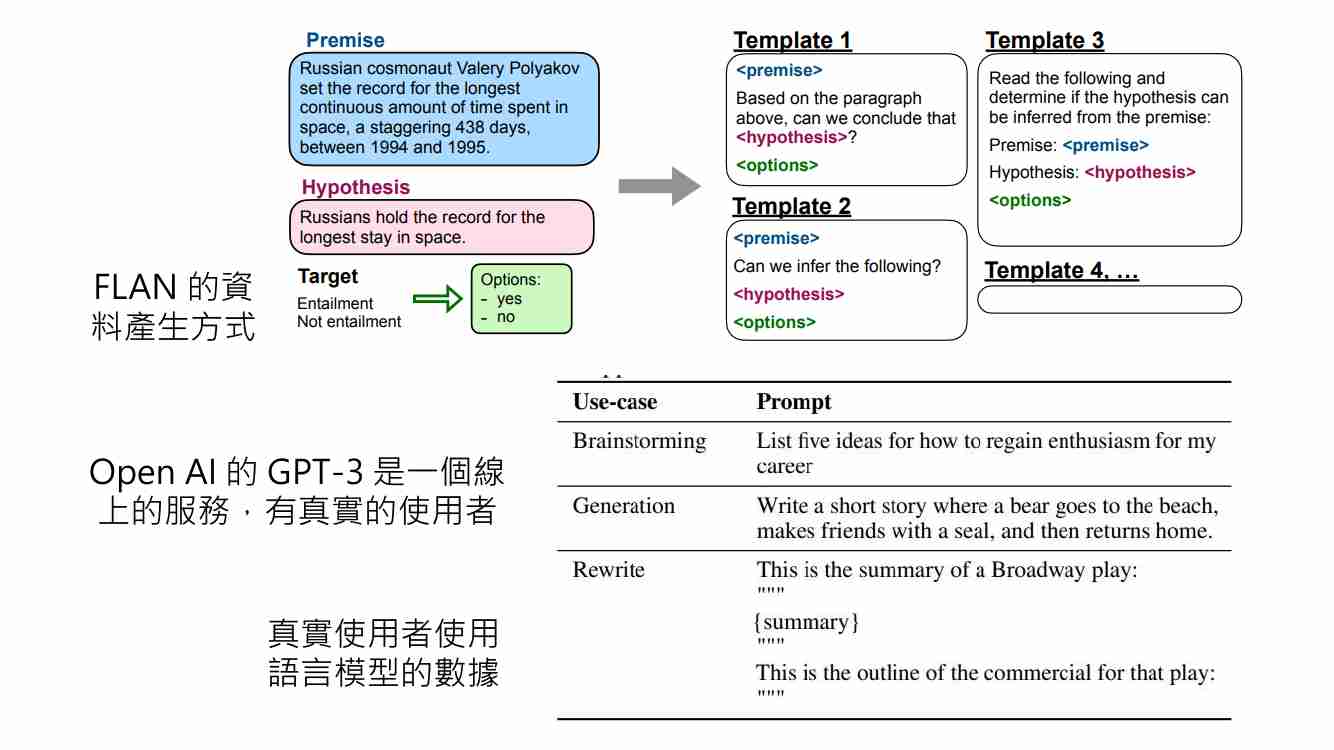 Premise
Russian cosmonaut Valery Polyakov
set the record for the longest
continuous amount of time spent in
space, a staggering 438 days,
between 1994 and 1995.
Hypothesis
Russians hold the record for the
longest stay in space.
Target
Entailment
Not entailment
Options:
- yes
- no
Template 1
<premise>
Based on the paragraph
above, can we conclude that
<hypothesis>?
<options>
Template 2
<premise>
Can we infer the following?
<hypothesis>
<options>
Template 3
Read the following and
determine if the hypothesis can
be inferred from the premise:
Premise: <premise>
Hypothesis: <hypothesis>
<options>
Template 4, …
FLAN 的資
料產生方式
Open AI 的 GPT-3 是一個線
上的服務，有真實的使用者
真實使用者使用
語言模型的數據
Use-case Prompt
Brainstorming List five ideas for how to regain enthusiasm for my
career
Generation Write a short story where a bear goes to the beach,
makes friends with a seal, and then returns home.
Rewrite This is the summary of a Broadway play:
"""
{summary}
"""
This is the outline of the commercial for that play:
"""